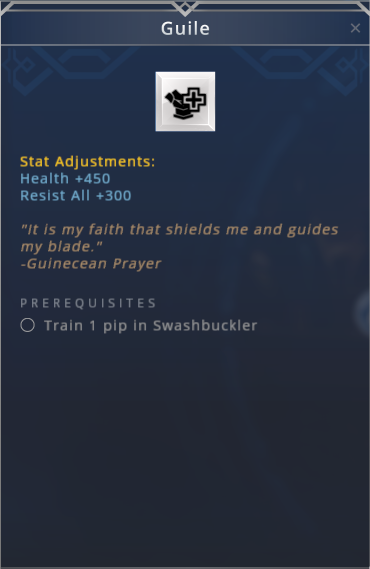 Guile
Stat Adjustments:
Health +450
Resist All +300
"It is my faith that shields me and guides
my blade."
-Guinecean Prayer
PREREQUISITES
Train 1 pip in Swashbuckler